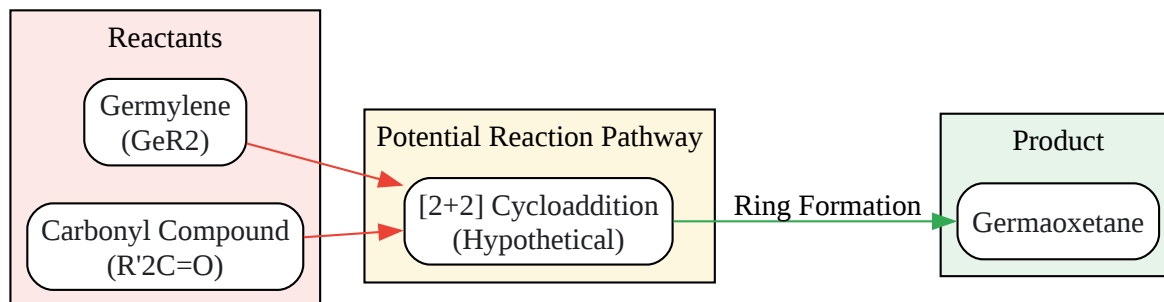 Reactants
Germylene
(GeR2)
Carbonyl Compound
(R'2C=O)
Potential Reaction Pathway
[2+2] Cycloaddition
(Hypothetical)
Ring Formation
Product
Germaoxetane